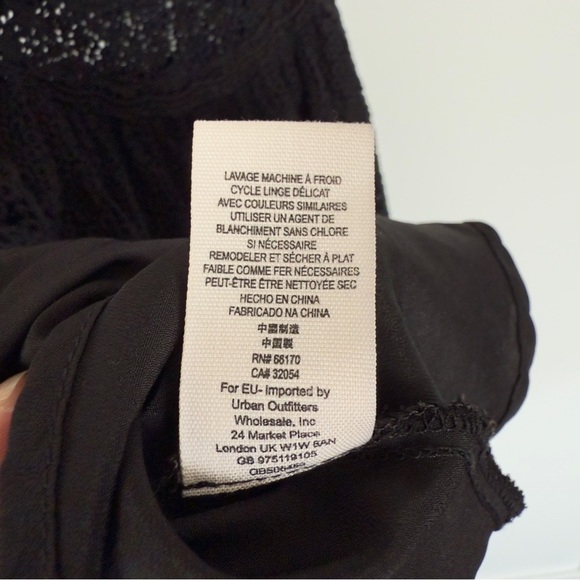 LAVAGE MACHINE À FROID
CYCLE LINGE DÉLICAT
AVEC COULEURS SIMILAIRES
UTILISER UN AGENT DE
BLANCHIMENT SANS CHLORE
SI NÉCESSAIRE
REMODELER ET SÉCHER À PLAT
FAIBLE COMME FER NÉCESSAIRES
PEUT-ÊTRE ÊTRE NETTOYÉE SEC
HECHO EN CHINA
FABRICADO NA CHINA
中國制造
中国製
RN# 66170
CA# 32054
For EU- Imported by
Urban Outfitters
Wholesale, Inc
24 Market Place
London UK W1W 8AN
GB 975119105